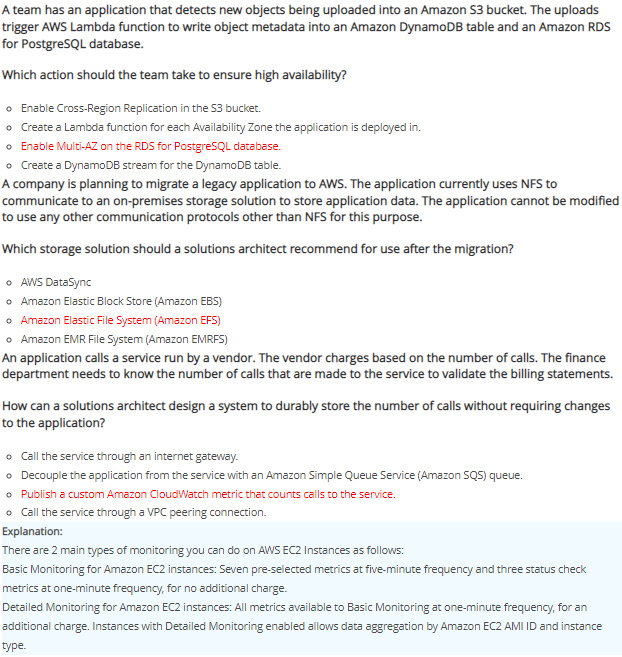 A team has an application that detects new objects being uploaded into an Amazon S3 bucket. The uploads
trigger AWS Lambda function to write object metadata into an Amazon DynamoDB table and an Amazon RDS
for PostgreSQL database.
Which action should the team take to ensure high availability?
Enable Cross-Region Replication in the S3 bucket.
Create a Lambda function for each Availability Zone the application is deployed in.
Enable Multi-AZ on the RDS for PostgreSQL database.
Create a DynamoDB stream for the DynamoDB table.
A company is planning to migrate a legacy application to AWS. The application currently uses NFS to
communicate to an on-premises storage solution to store application data. The application cannot be modified
to use any other communication protocols other than NFS for this purpose.
Which storage solution should a solutions architect recommend for use after the migration?
AWS DataSync
Amazon Elastic Block Store (Amazon EBS)
Amazon Elastic File System (Amazon EFS)
Amazon EMR File System (Amazon EMRFS)
An application calls a service run by a vendor. The vendor charges based on the number of calls. The finance
department needs to know the number of calls that are made to the service to validate the billing statements.
How can a solutions architect design a system to durably store the number of calls without requiring changes
to the application?
Call the service through an internet gateway.
Decouple the application from the service with an Amazon Simple Queue Service (Amazon SQS) queue.
Publish a custom Amazon CloudWatch metric that counts calls to the service.
Call the service through a VPC peering connection.
Explanation:
There are 2 main types of monitoring you can do on AWS EC2 Instances as follows:
Basic Monitoring for Amazon EC2 instances: Seven pre-selected metrics at five-minute frequency and three status check
metrics at one-minute frequency, for no additional charge.
Detailed Monitoring for Amazon EC2 instances: All metrics available to Basic Monitoring at one-minute frequency, for an
additional charge. Instances with Detailed Monitoring enabled allows data aggregation by Amazon EC2 AMI ID and instance
type.